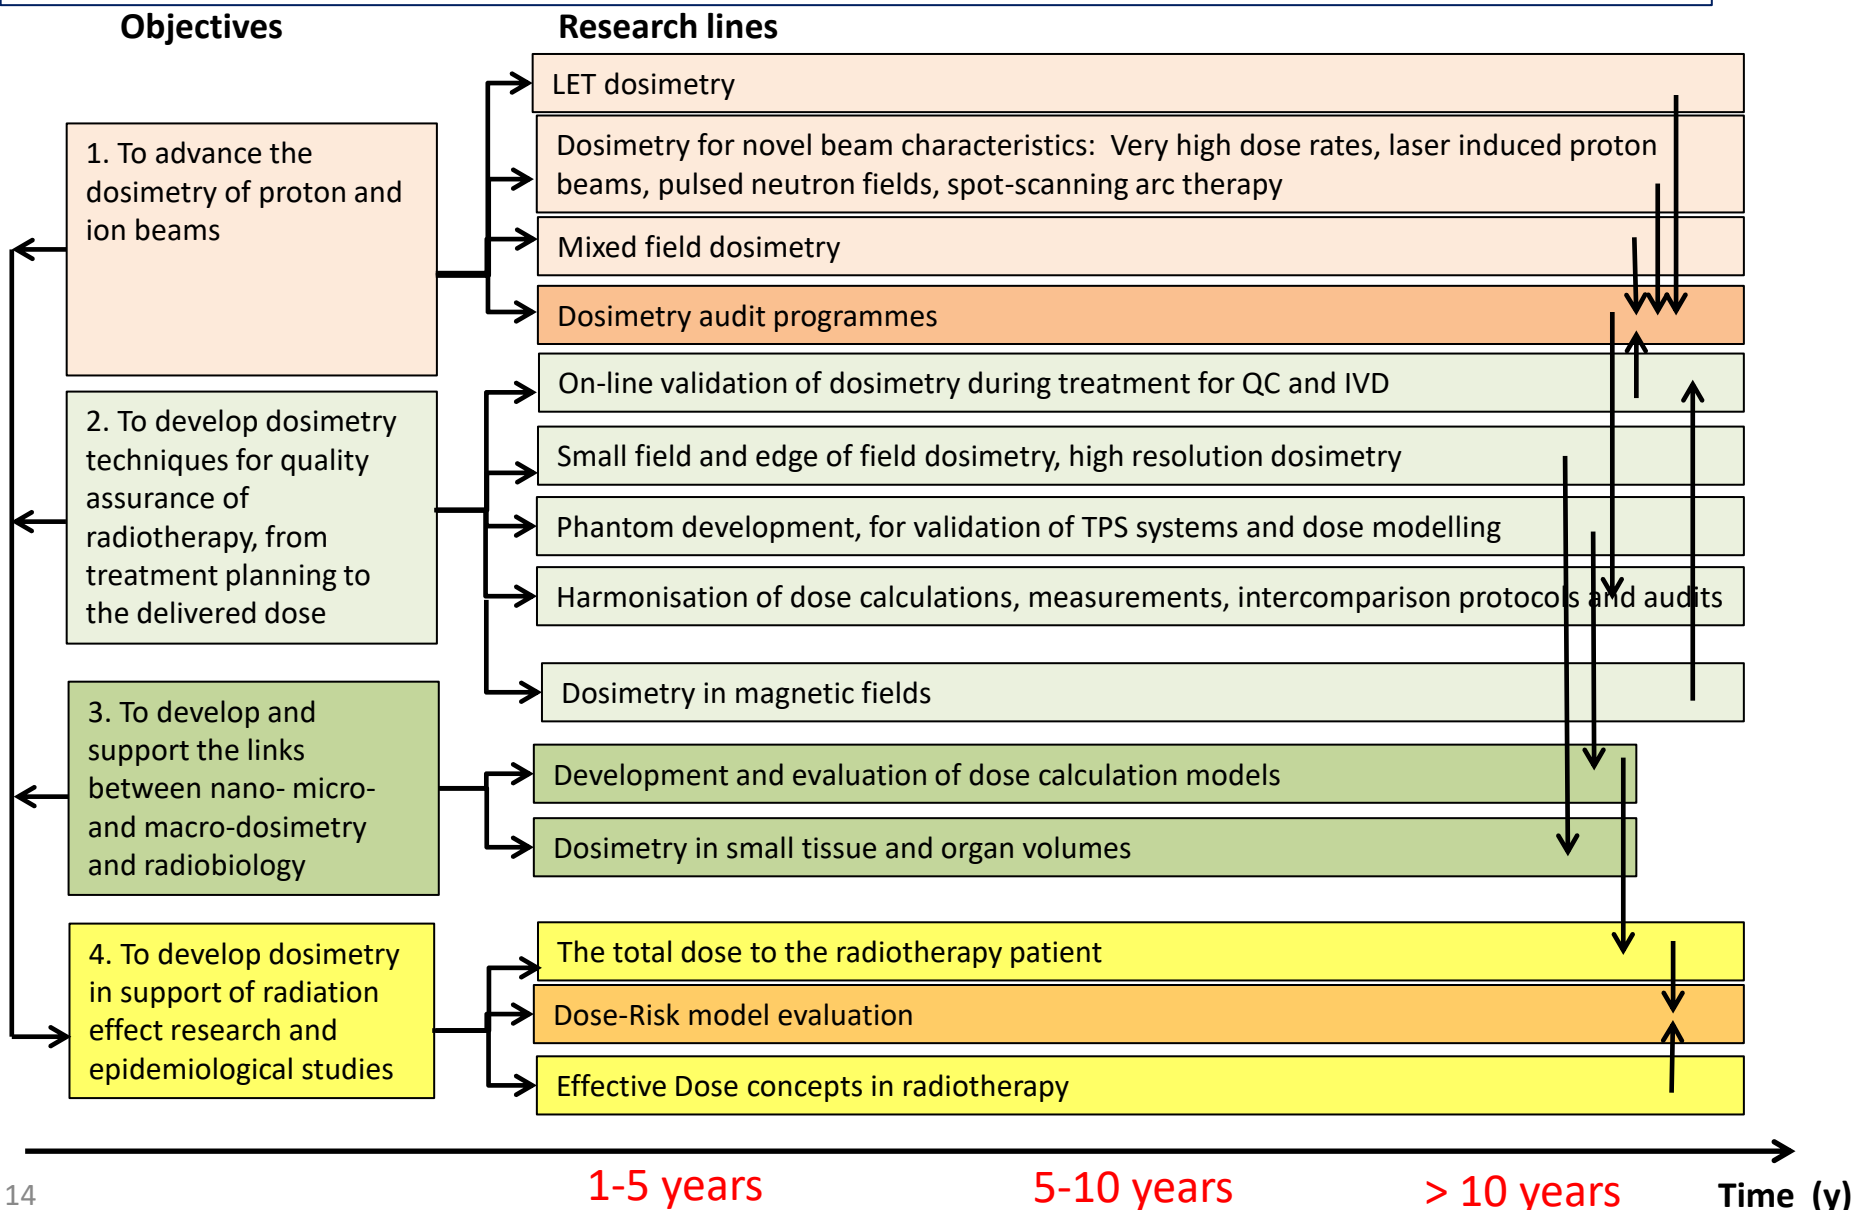 Objectives
Research lines
LET dosimetry
1. To advance the
dosimetry of proton and
ion beams
Dosimetry for novel beam characteristics:  Very high dose rates, laser induced proton
beams, pulsed neutron fields, spot-scanning arc therapy
Mixed field dosimetry
Dosimetry audit programmes
2. To develop dosimetry
techniques for quality
assurance of
radiotherapy, from
treatment planning to
the delivered dose
On-line validation of dosimetry during treatment for QC and IVD
Small field and edge of field dosimetry, high resolution dosimetry
Phantom development, for validation of TPS systems and dose modelling
Harmonisation of dose calculations, measurements, intercomparison protocols and audits
Dosimetry in magnetic fields
3. To develop and
support the links
between nano- micro-
and macro-dosimetry
and radiobiology
Development and evaluation of dose calculation models
Dosimetry in small tissue and organ volumes
4. To develop dosimetry
in support of radiation
effect research and
epidemiological studies
The total dose to the radiotherapy patient
Dose-Risk model evaluation
Effective Dose concepts in radiotherapy
1-5 years
5-10 years
> 10 years
Time (y)
14